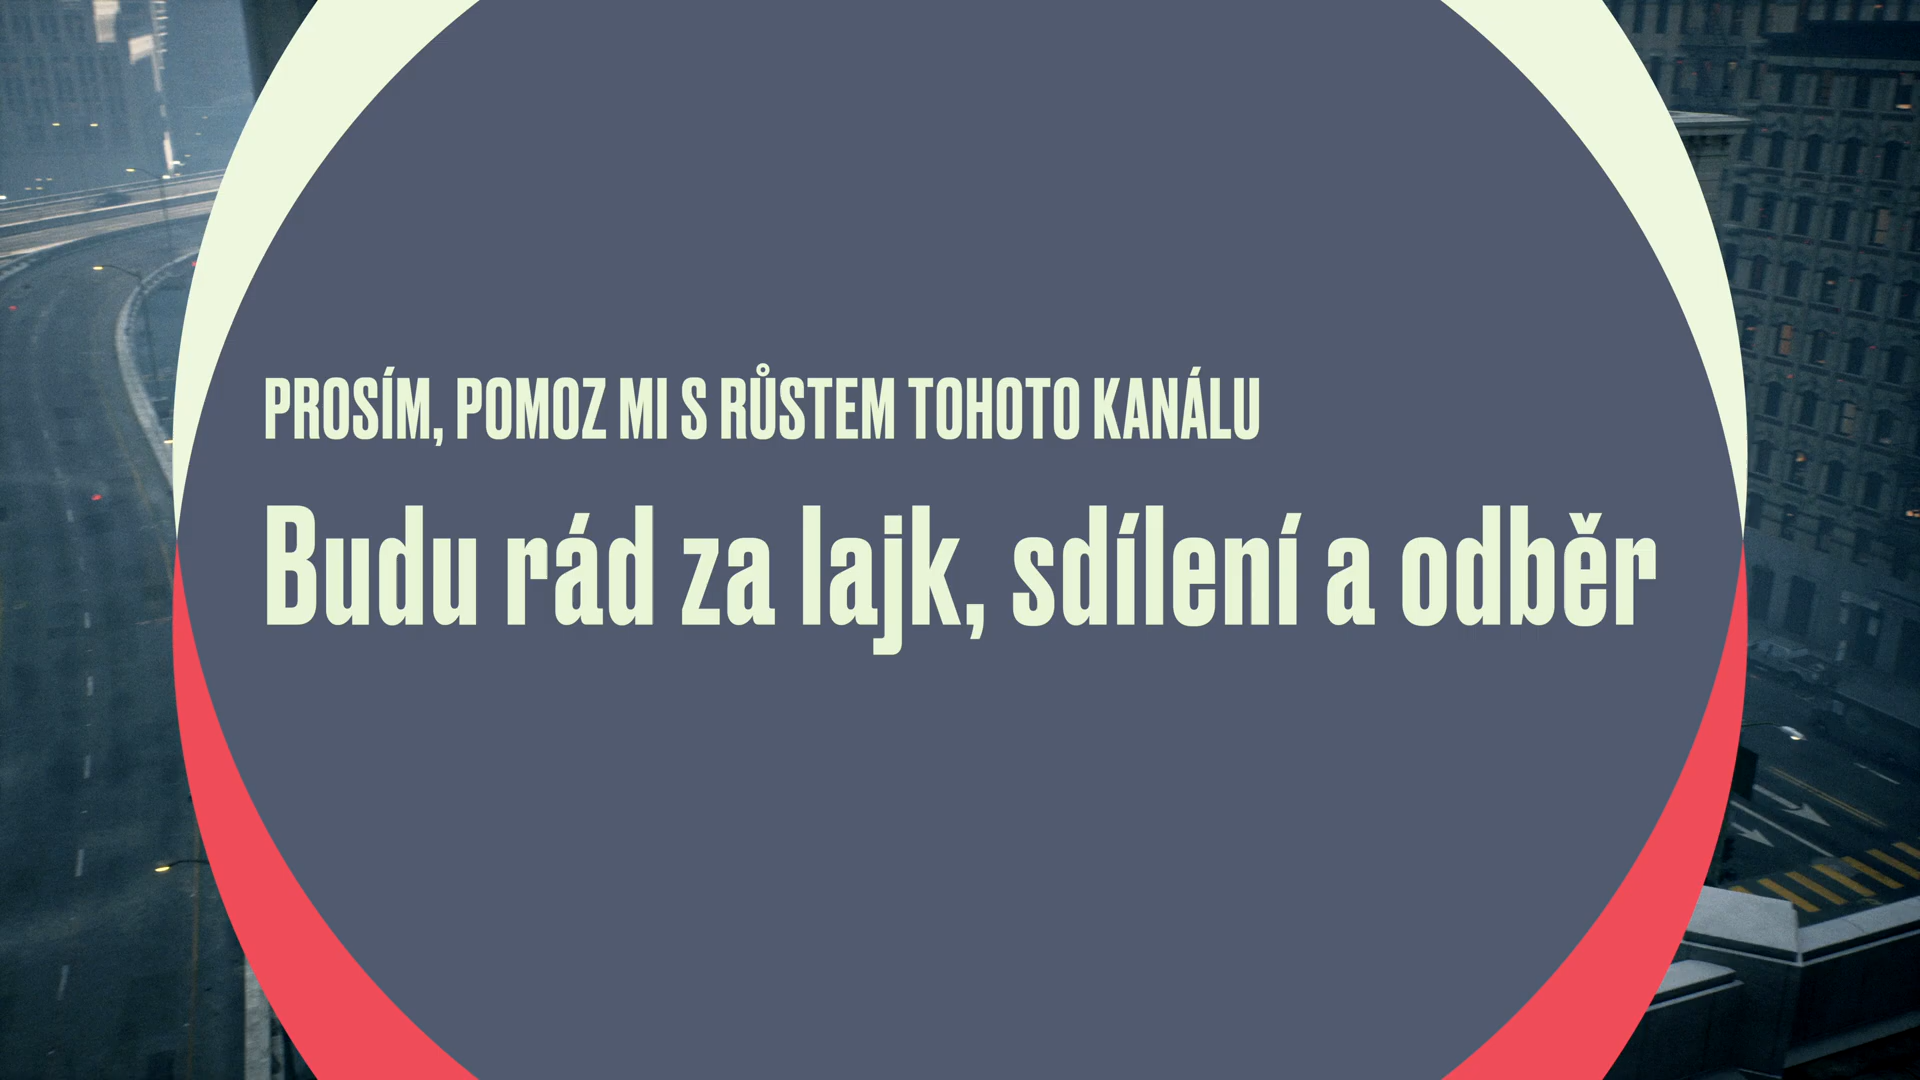 PROSÍM, POMOZ MI S RŮSTEM TOHOTO KANÁLU
Budu rád za lajk, sdílení a odběr